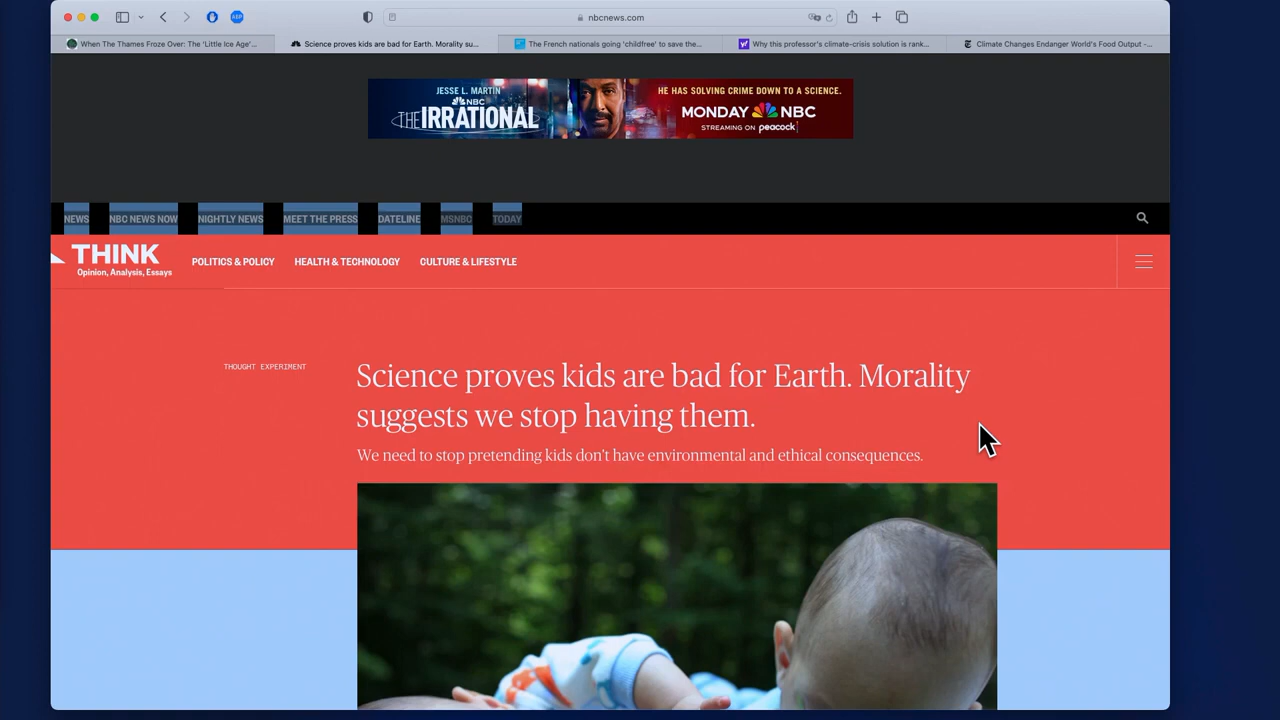 nbcnews.com
When The Thames Froze Over: The 'Little Ice Age'...
Science proves kids are bad for Earth. Morality su...
The French nationals going 'childfree' to save the...
Why this professor's climate-crisis solution is rank...
Climate Changes Endanger World's Food Output -...
JESSE L. MARTIN
NBC
THE IRRATIONAL
HE HAS SOLVING CRIME DOWN TO A SCIENCE.
MONDAY NBC
STREAMING ON peacock
NEWS NBC NEWS NOW NIGHTLY NEWS MEET THE PRESS DATELINE MSNBC TODAY
THINK
Opinion, Analysis, Essays
POLITICS & POLICY HEALTH & TECHNOLOGY CULTURE & LIFESTYLE
THOUGHT EXPERIMENT
Science proves kids are bad for Earth. Morality
suggests we stop having them.
We need to stop pretending kids don't have environmental and ethical consequences.